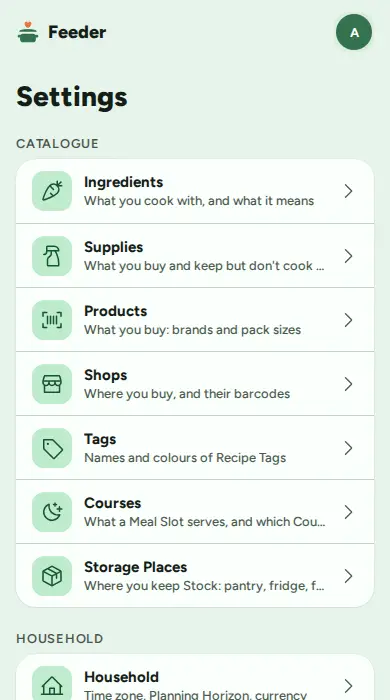 Feeder
A
Settings
CATALOGUE
Ingredients
What you cook with, and what it means
Supplies
What you buy and keep but don't cook ...
Products
What you buy: brands and pack sizes
Shops
Where you buy, and their barcodes
Tags
Names and colours of Recipe Tags
Courses
What a Meal Slot serves, and which Cou...
Storage Places
Where you keep Stock: pantry, fridge, f...
HOUSEHOLD
Household
Time zone, Planning Horizon, currency